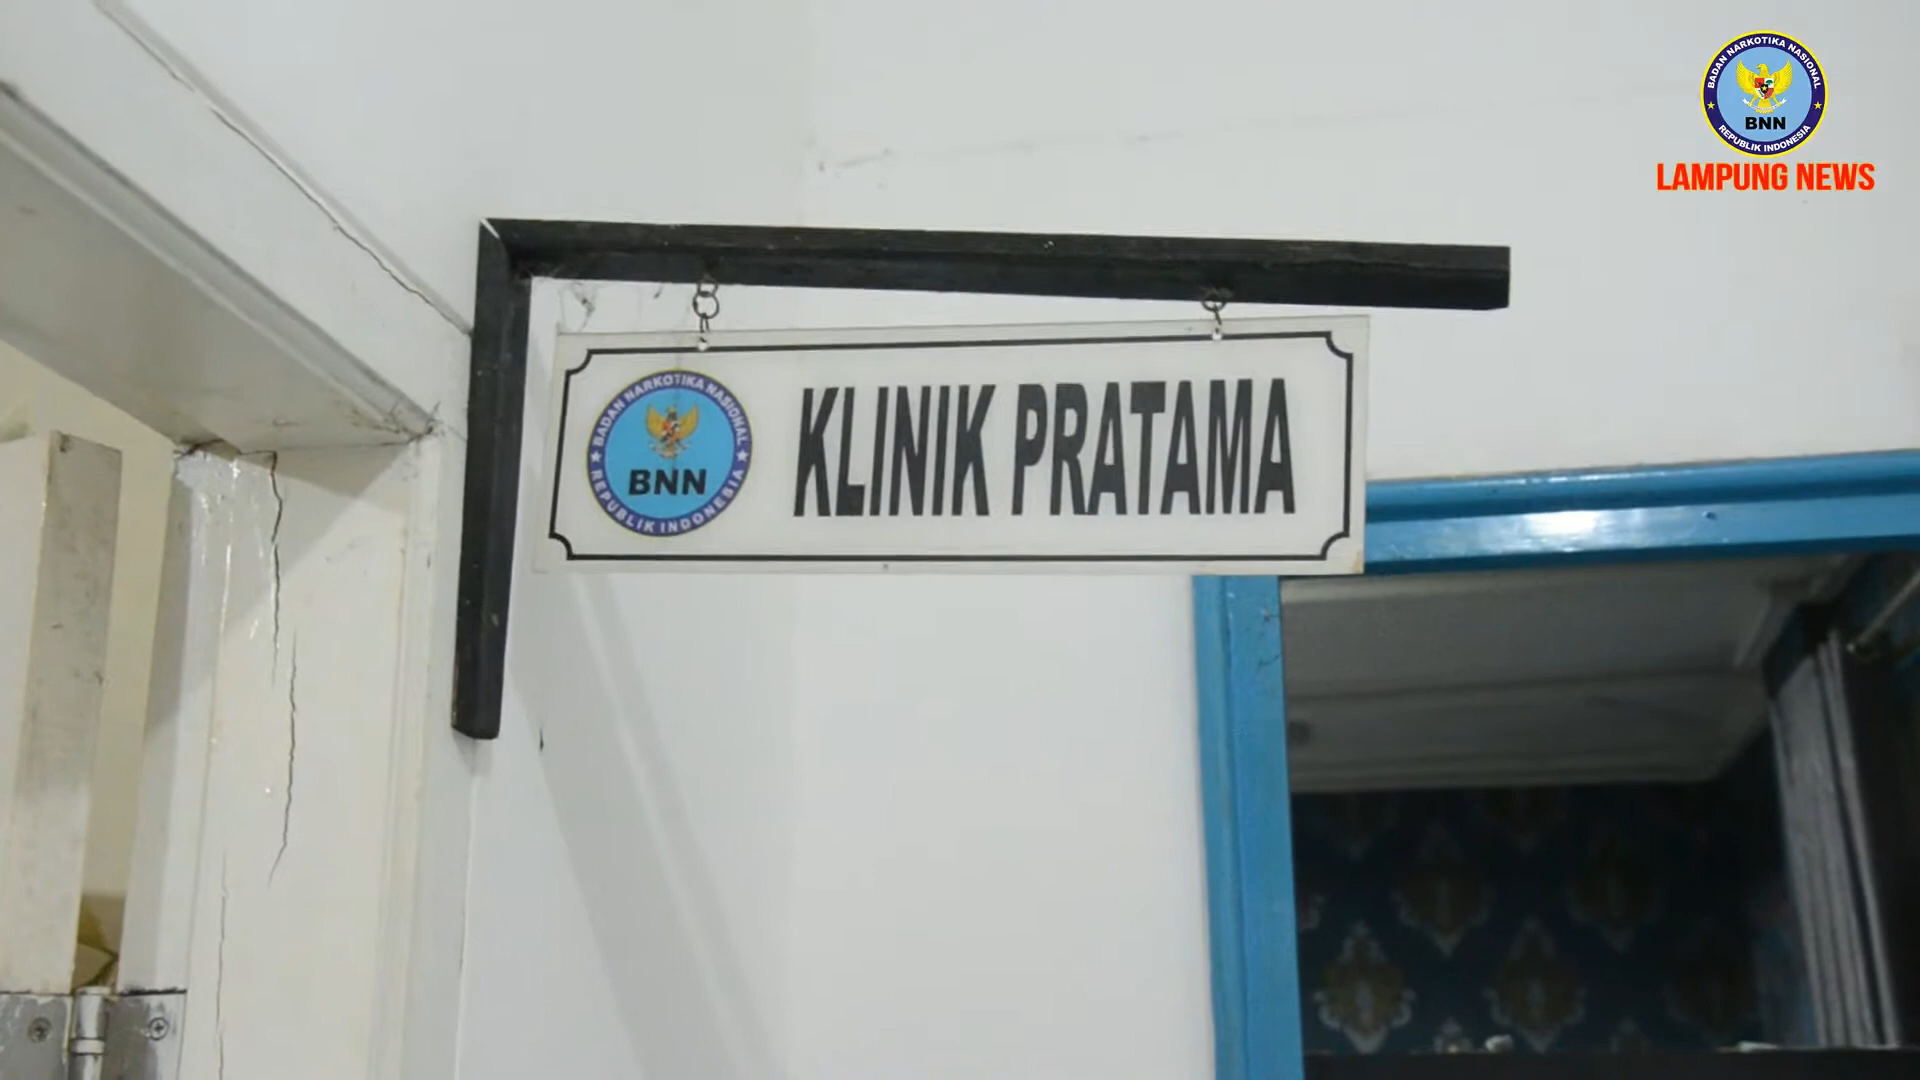 BADAN NARKOTIKA NASIONAL
BNN
REPUBLIK INDONESIA
LAMPUNG NEWS
BADAN NARKOTIKA NASIONAL
BNN
REPUBLIK INDONESIA
KLINIK PRATAMA